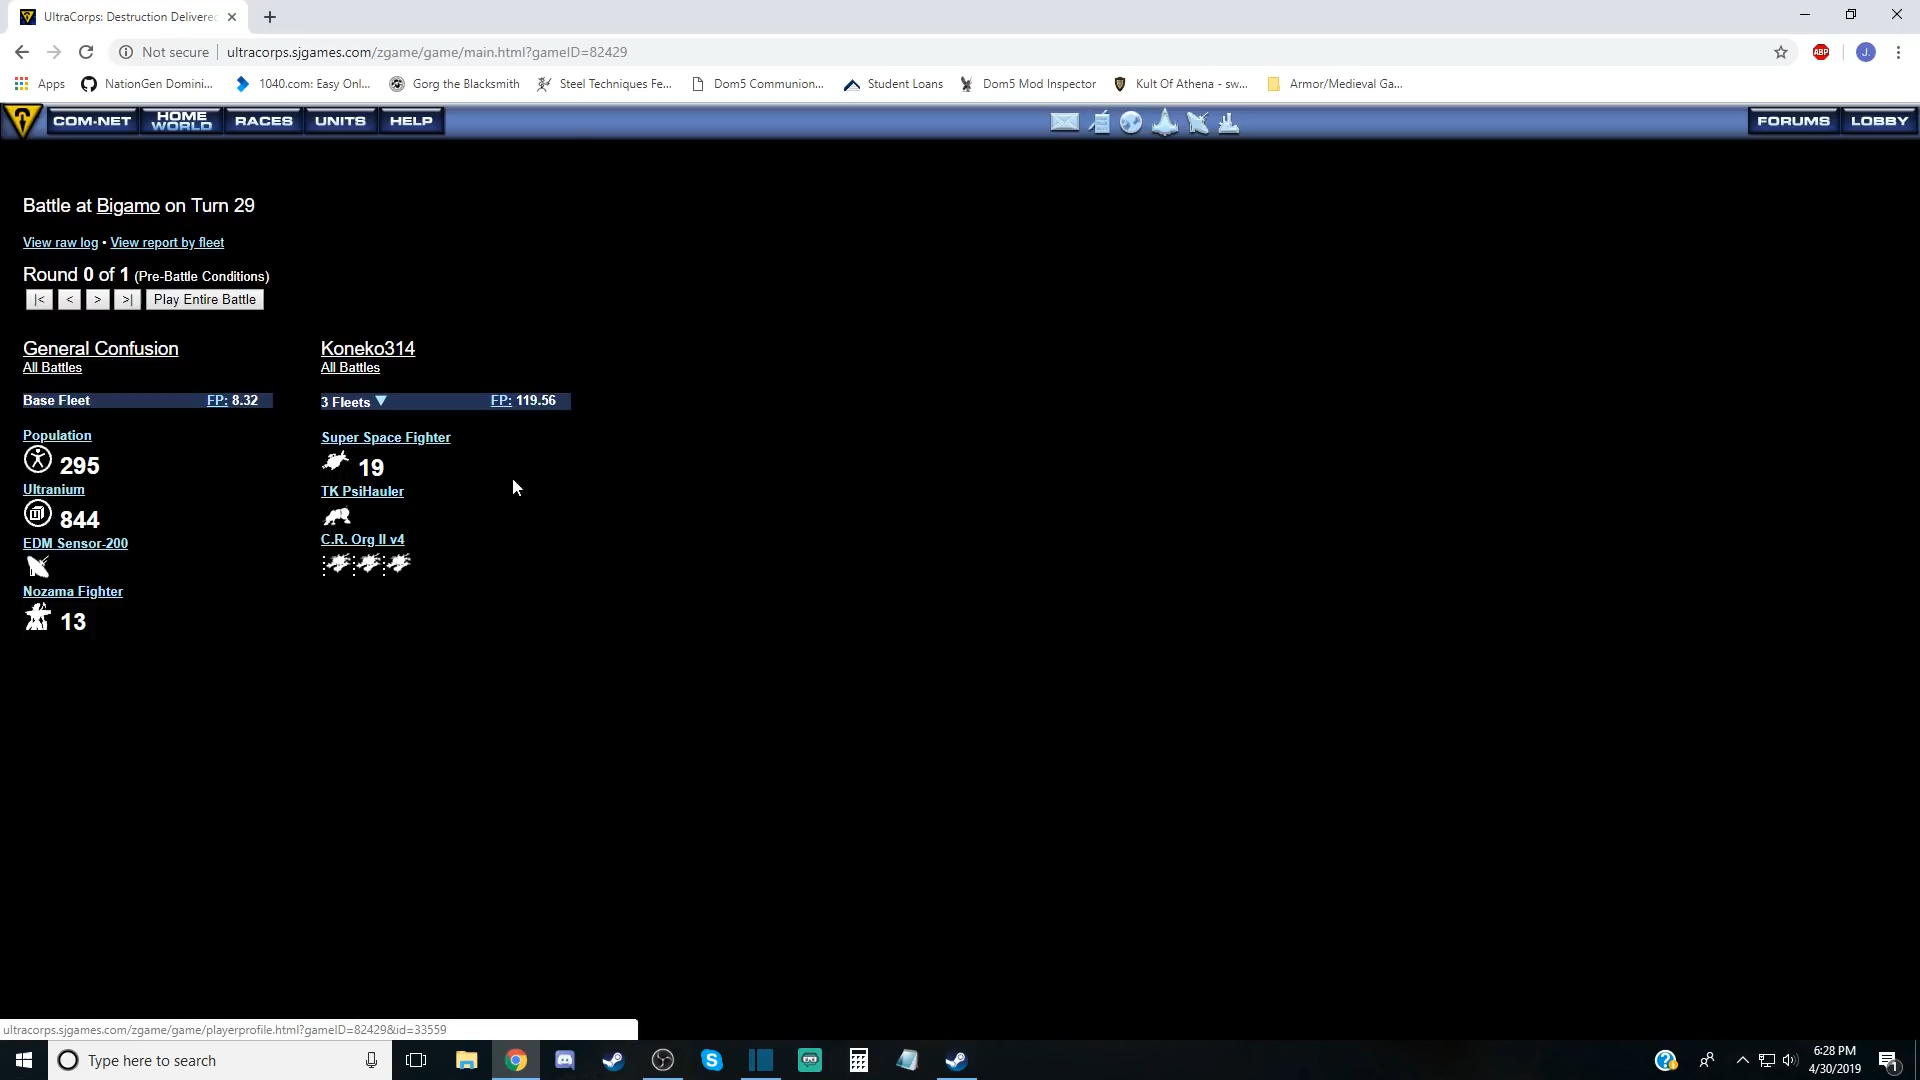 UltraCorps: Destruction Delivered
Not secure
ultracorps.sjgames.com/zgame/game/main.html?gameID=82429
ABP
J.
Apps
NationGen Domini...
1040.com: Easy Onl...
Gorg the Blacksmith
Steel Techniques Fe...
Dom5 Communion...
Student Loans
Dom5 Mod Inspector
Kult Of Athena - sw...
Armor/Medieval Ga...
COM-NET
HOME
WORLD
RACES
UNITS
HELP
FORUMS
LOBBY
Battle at Bigamo on Turn 29
View raw log • View report by fleet
Round 0 of 1 (Pre-Battle Conditions)
|< < > >| Play Entire Battle
General Confusion
All Battles
Base Fleet FP: 8.32
Population
295
Ultranium
844
EDM Sensor-200
Nozama Fighter
13
Koneko314
All Battles
3 Fleets FP: 119.56
Super Space Fighter
19
TK PsiHauler
C.R. Org II v4
ultracorps.sjgames.com/zgame/game/playerprofile.html?gameID=82429&id=33559
Type here to search
6:28 PM
4/30/2019
1